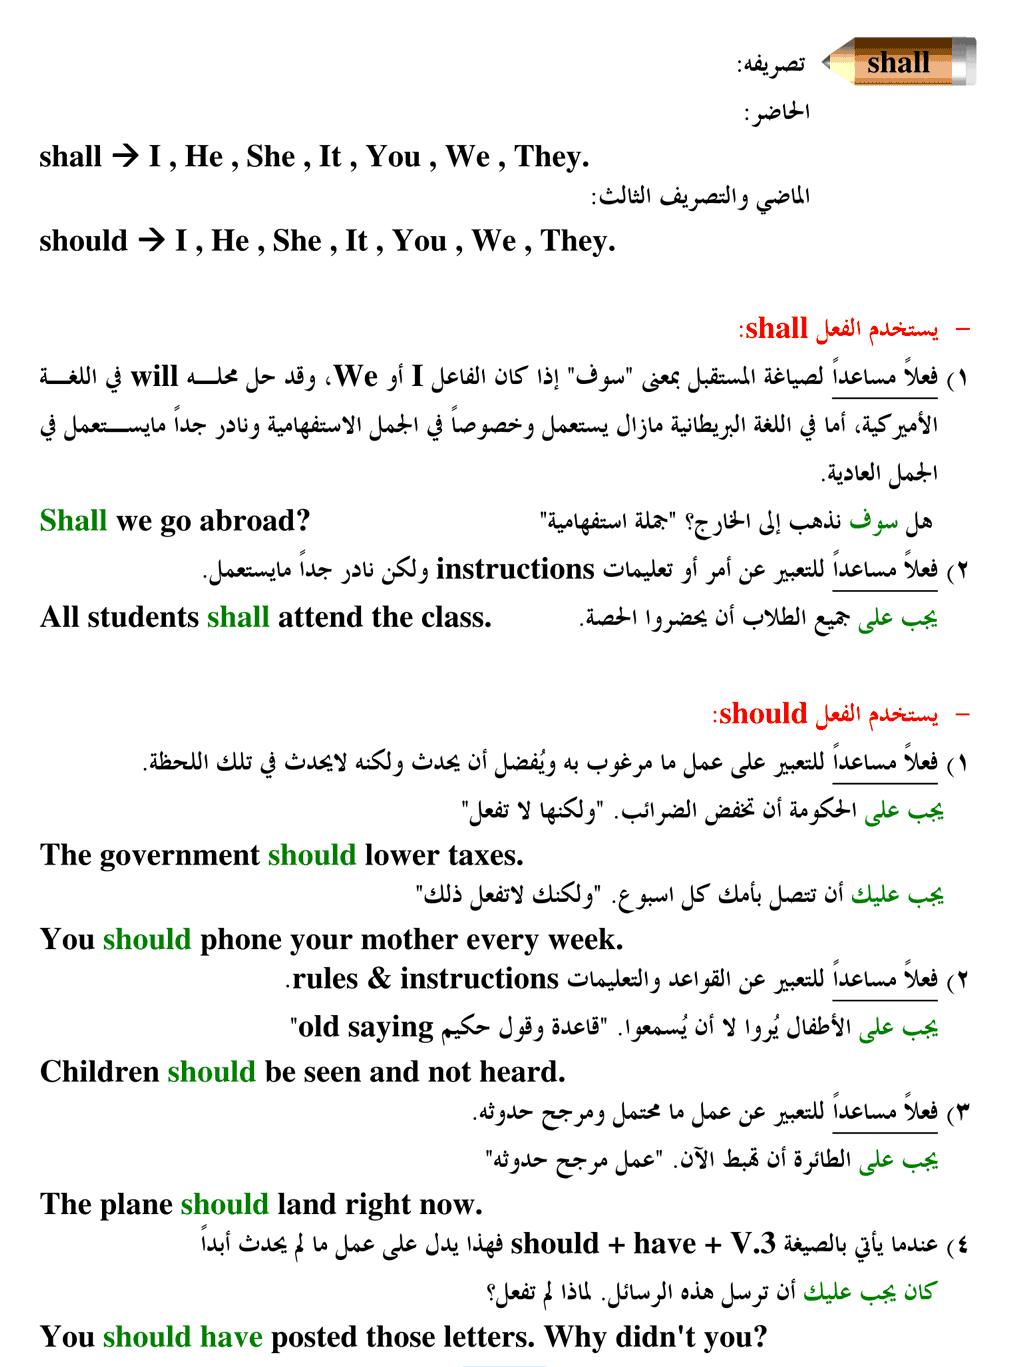 shall تصريفه:
الحاضر:
shall → I , He , She , It , You , We , They.
الماضي والتصريف الثالث:
should → I , He , She , It , You , We , They.
– يستخدم الفعل shall:
١) فعلاً مساعداً لصياغة المستقبل بمعنى "سوف" إذا كان الفاعل I أو We، وقد حل محلـــه will في اللغـــة
الأميركية، أما في اللغة البريطانية مازال يستعمل وخصوصاً في الجمل الاستفهامية ونادر جداً مايســـتعمل في
الجمل العادية.
هل سوف نذهب إلى الخارج؟ "جملة استفهامية" Shall we go abroad?
٢) فعلاً مساعداً للتعبير عن أمر أو تعليمات instructions ولكن نادر جداً مايستعمل.
يجب على جميع الطلاب أن يحضروا الحصة. All students shall attend the class.
– يستخدم الفعل should:
١) فعلاً مساعداً للتعبير على عمل ما مرغوب به ويُفضل أن يحدث ولكنه لايحدث في تلك اللحظة.
يجب على الحكومة أن تخفض الضرائب. "ولكنها لا تفعل"
The government should lower taxes.
يجب عليك أن تتصل بأمك كل اسبوع. "ولكنك لاتفعل ذلك"
You should phone your mother every week.
٢) فعلاً مساعداً للتعبير عن القواعد والتعليمات rules & instructions.
يجب على الأطفال يُروا لا أن يُسمعوا. "قاعدة وقول حكيم old saying"
Children should be seen and not heard.
٣) فعلاً مساعداً للتعبير عن عمل ما محتمل ومرجح حدوثه.
يجب على الطائرة أن تهبط الآن. "عمل مرجح حدوثه"
The plane should land right now.
٤) عندما يأتي بالصيغة should + have + V.3 فهذا يدل على عمل ما لم يحدث أبداً
كان يجب عليك أن ترسل هذه الرسائل. لماذا لم تفعل؟
You should have posted those letters. Why didn't you?